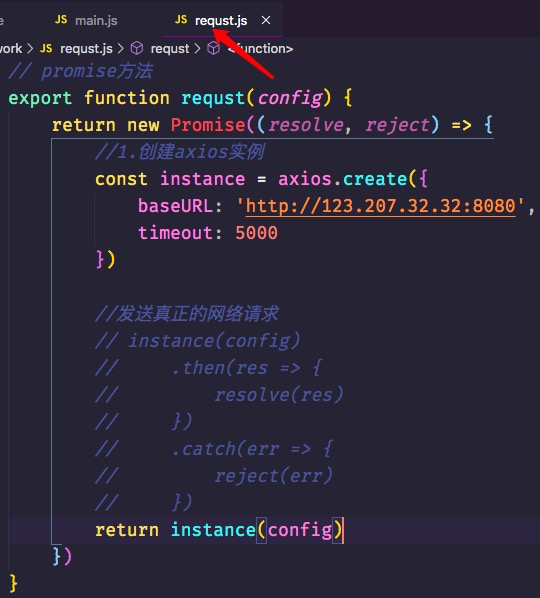 e JS main.js JS requst.js ×
work > JS requst.js > requst > <function>
// promise方法
export function requst(config) {
    return new Promise((resolve, reject) => {
        //1.创建axios实例
        const instance = axios.create({
            baseURL: 'http://123.207.32.32:8080',
            timeout: 5000
        })

        //发送真正的网络请求
        // instance(config)
        //     .then(res => {
        //         resolve(res)
        //     })
        //     .catch(err => {
        //         reject(err)
        //     })
        return instance(config)
    })
}